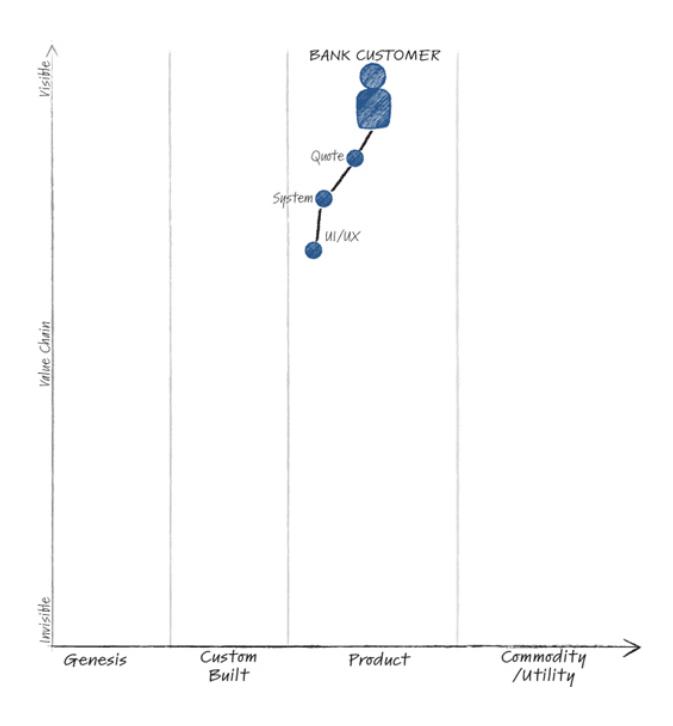 BANK CUSTOMER
Visible
Quote
System
UI/UX
Value Chain
Invisible
Genesis
Custom
Built
Product
Commodity
/Utility